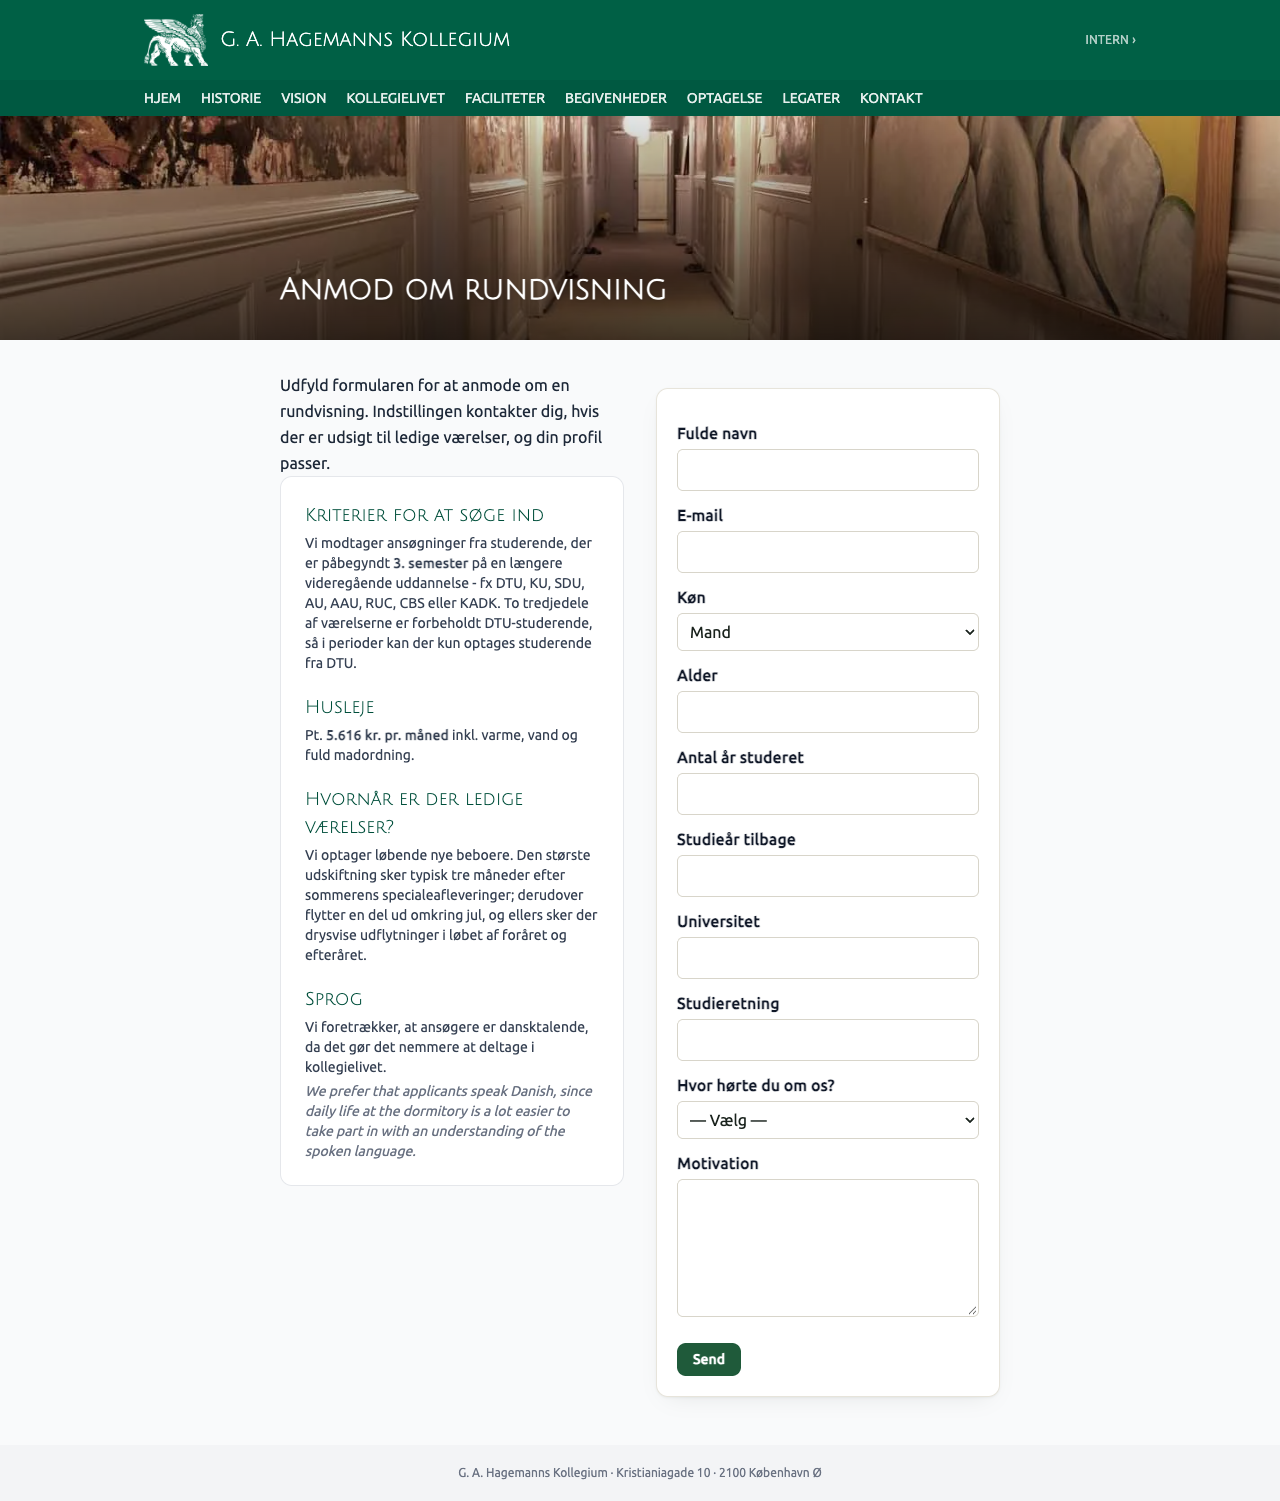 G. A. Hagemanns Kollegium
INTERN ›
HJEM HISTORIE VISION KOLLEGIELIVET FACILITETER BEGIVENHEDER OPTAGELSE LEGATER KONTAKT
Anmod om rundvisning
Udfyld formularen for at anmode om en
rundvisning. Indstillingen kontakter dig, hvis
der er udsigt til ledige værelser, og din profil
passer.
Kriterier for at søge ind
Vi modtager ansøgninger fra studerende, der
er påbegyndt 3. semester på en længere
videregående uddannelse - fx DTU, KU, SDU,
AU, AAU, RUC, CBS eller KADK. To tredjedele
af værelserne er forbeholdt DTU-studerende,
så i perioder kan der kun optages studerende
fra DTU.
Husleje
Pt. 5.616 kr. pr. måned inkl. varme, vand og
fuld madordning.
Hvornår er der ledige
værelser?
Vi optager løbende nye beboere. Den største
udskiftning sker typisk tre måneder efter
sommerens specialeafleveringer; derudover
flytter en del ud omkring jul, og ellers sker der
drysvise udflytninger i løbet af foråret og
efteråret.
Sprog
Vi foretrækker, at ansøgere er dansktalende,
da det gør det nemmere at deltage i
kollegielivet.
We prefer that applicants speak Danish, since
daily life at the dormitory is a lot easier to
take part in with an understanding of the
spoken language.
Fulde navn
E-mail
Køn
Mand
Alder
Antal år studeret
Studieår tilbage
Universitet
Studieretning
Hvor hørte du om os?
— Vælg —
Motivation
Send
G. A. Hagemanns Kollegium · Kristianiagade 10 · 2100 København Ø